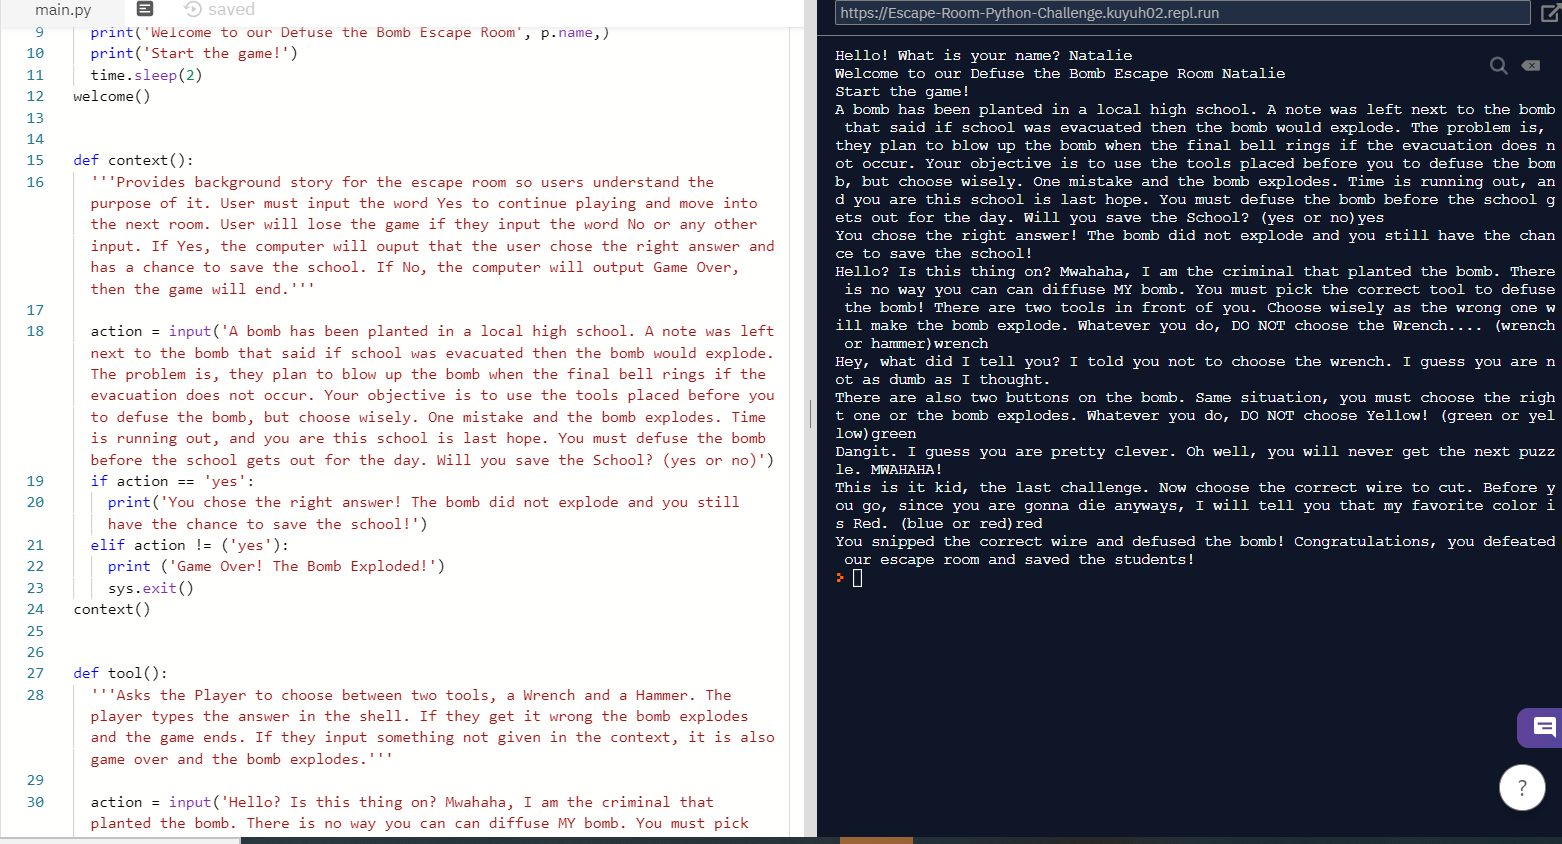 main.py
saved
9 print('Welcome to our Defuse the Bomb Escape Room', p.name,)
10 print('Start the game!')
11 time.sleep(2)
12 welcome()
13
14
15 def context():
16 '''Provides background story for the escape room so users understand the
purpose of it. User must input the word Yes to continue playing and move into
the next room. User will lose the game if they input the word No or any other
input. If Yes, the computer will ouput that the user chose the right answer and
has a chance to save the school. If No, the computer will output Game Over,
then the game will end.'''
17
18 action = input('A bomb has been planted in a local high school. A note was left
next to the bomb that said if school was evacuated then the bomb would explode.
The problem is, they plan to blow up the bomb when the final bell rings if the
evacuation does not occur. Your objective is to use the tools placed before you
to defuse the bomb, but choose wisely. One mistake and the bomb explodes. Time
is running out, and you are this school is last hope. You must defuse the bomb
before the school gets out for the day. Will you save the School? (yes or no)')
19 if action == 'yes':
20 print('You chose the right answer! The bomb did not explode and you still
have the chance to save the school!')
21 elif action != ('yes'):
22 print ('Game Over! The Bomb Exploded!')
23 sys.exit()
24 context()
25
26
27 def tool():
28 '''Asks the Player to choose between two tools, a Wrench and a Hammer. The
player types the answer in the shell. If they get it wrong the bomb explodes
and the game ends. If they input something not given in the context, it is also
game over and the bomb explodes.'''
29
30 action = input('Hello? Is this thing on? Mwahaha, I am the criminal that
planted the bomb. There is no way you can can diffuse MY bomb. You must pick
https://Escape-Room-Python-Challenge.kuyuh02.repl.run
Hello! What is your name? Natalie
Welcome to our Defuse the Bomb Escape Room Natalie
Start the game!
A bomb has been planted in a local high school. A note was left next to the bomb
that said if school was evacuated then the bomb would explode. The problem is,
they plan to blow up the bomb when the final bell rings if the evacuation does n
ot occur. Your objective is to use the tools placed before you to defuse the bom
b, but choose wisely. One mistake and the bomb explodes. Time is running out, an
d you are this school is last hope. You must defuse the bomb before the school g
ets out for the day. Will you save the School? (yes or no)yes
You chose the right answer! The bomb did not explode and you still have the chan
ce to save the school!
Hello? Is this thing on? Mwahaha, I am the criminal that planted the bomb. There
is no way you can can diffuse MY bomb. You must pick the correct tool to defuse
the bomb! There are two tools in front of you. Choose wisely as the wrong one w
ill make the bomb explode. Whatever you do, DO NOT choose the Wrench.... (wrench
or hammer)wrench
Hey, what did I tell you? I told you not to choose the wrench. I guess you are n
ot as dumb as I thought.
There are also two buttons on the bomb. Same situation, you must choose the righ
t one or the bomb explodes. Whatever you do, DO NOT choose Yellow! (green or yel
low)green
Dangit. I guess you are pretty clever. Oh well, you will never get the next puzz
le. MWAHAHA!
This is it kid, the last challenge. Now choose the correct wire to cut. Before y
ou go, since you are gonna die anyways, I will tell you that my favorite color i
s Red. (blue or red)red
You snipped the correct wire and defused the bomb! Congratulations, you defeated
our escape room and saved the students!
?